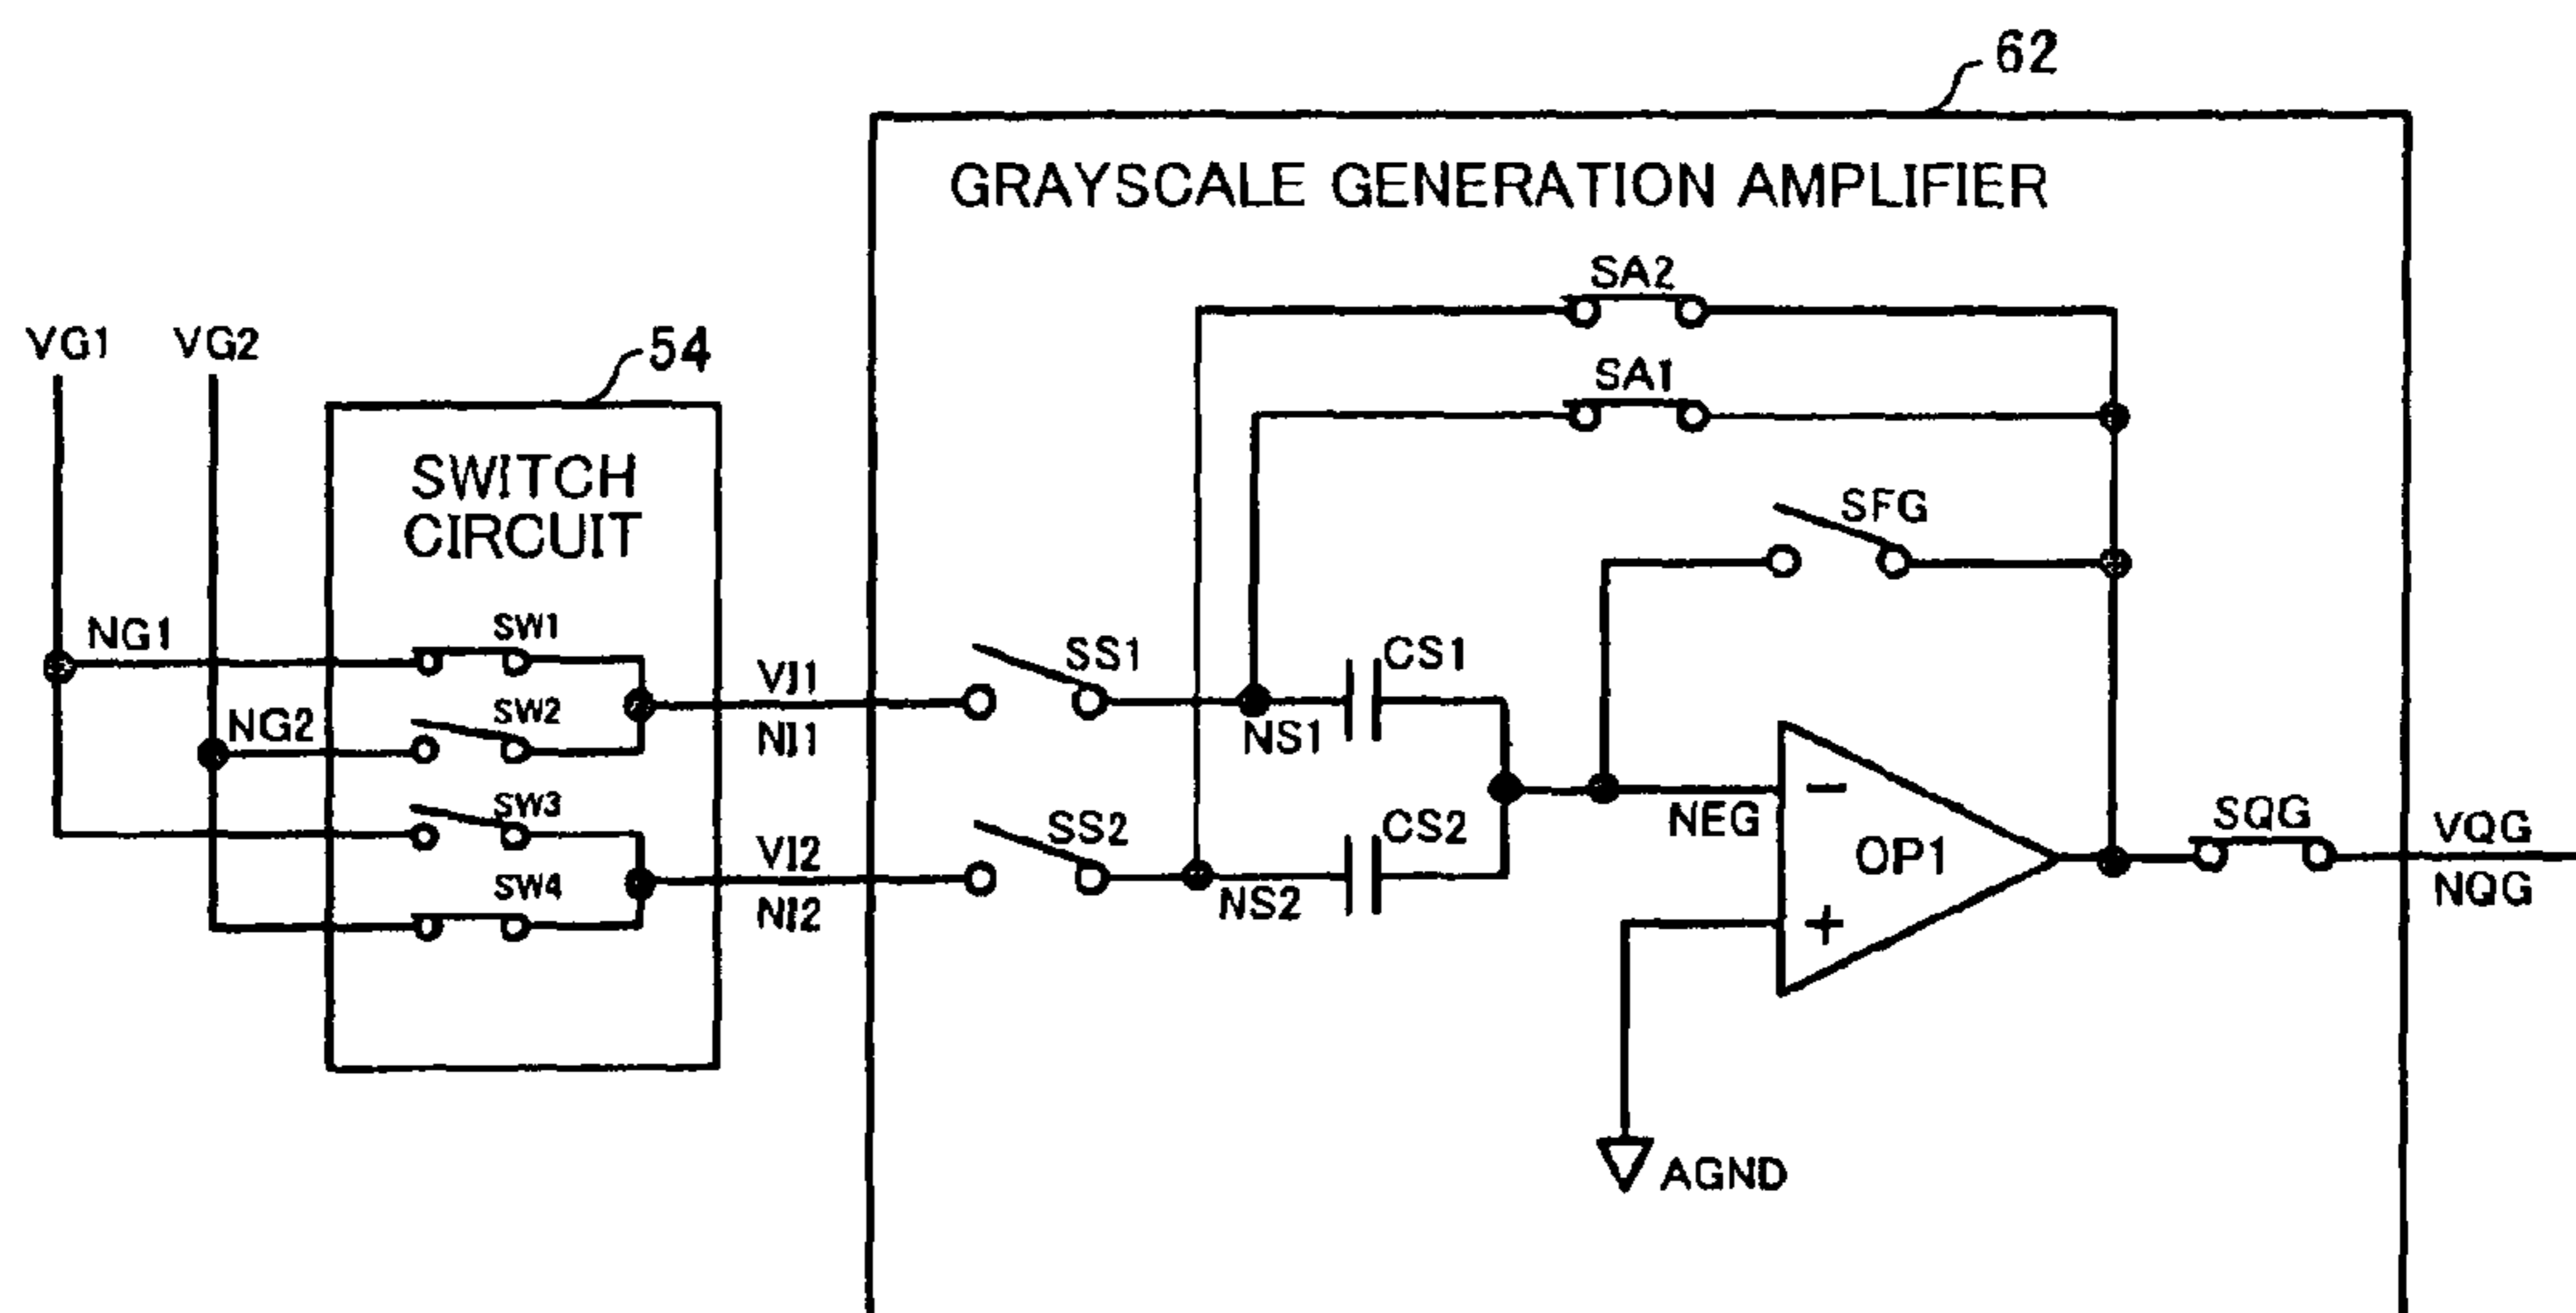 62
GRAYSCALE GENERATION AMPLIFIER
SA2
VG1
VG2
54
SA1
SWITCH
CIRCUIT
SFG
NG1
SW1
SS1
CS1
VI1
NI1
NS1
NG2
SW2
SW3
NEG
−
OP1
SQG
VQG
NQG
SS2
CS2
VI2
NI2
NS2
SW4
+
AGND